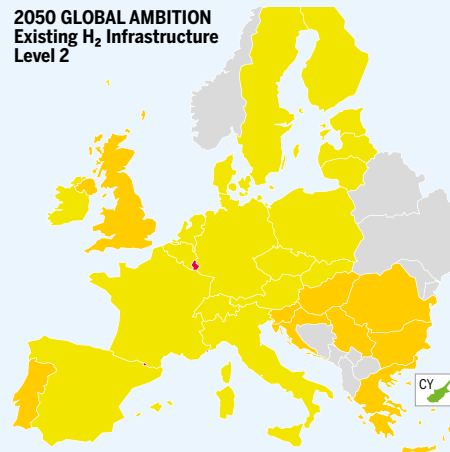 2050 GLOBAL AMBITION
Existing H₂ Infrastructure
Level 2
CY